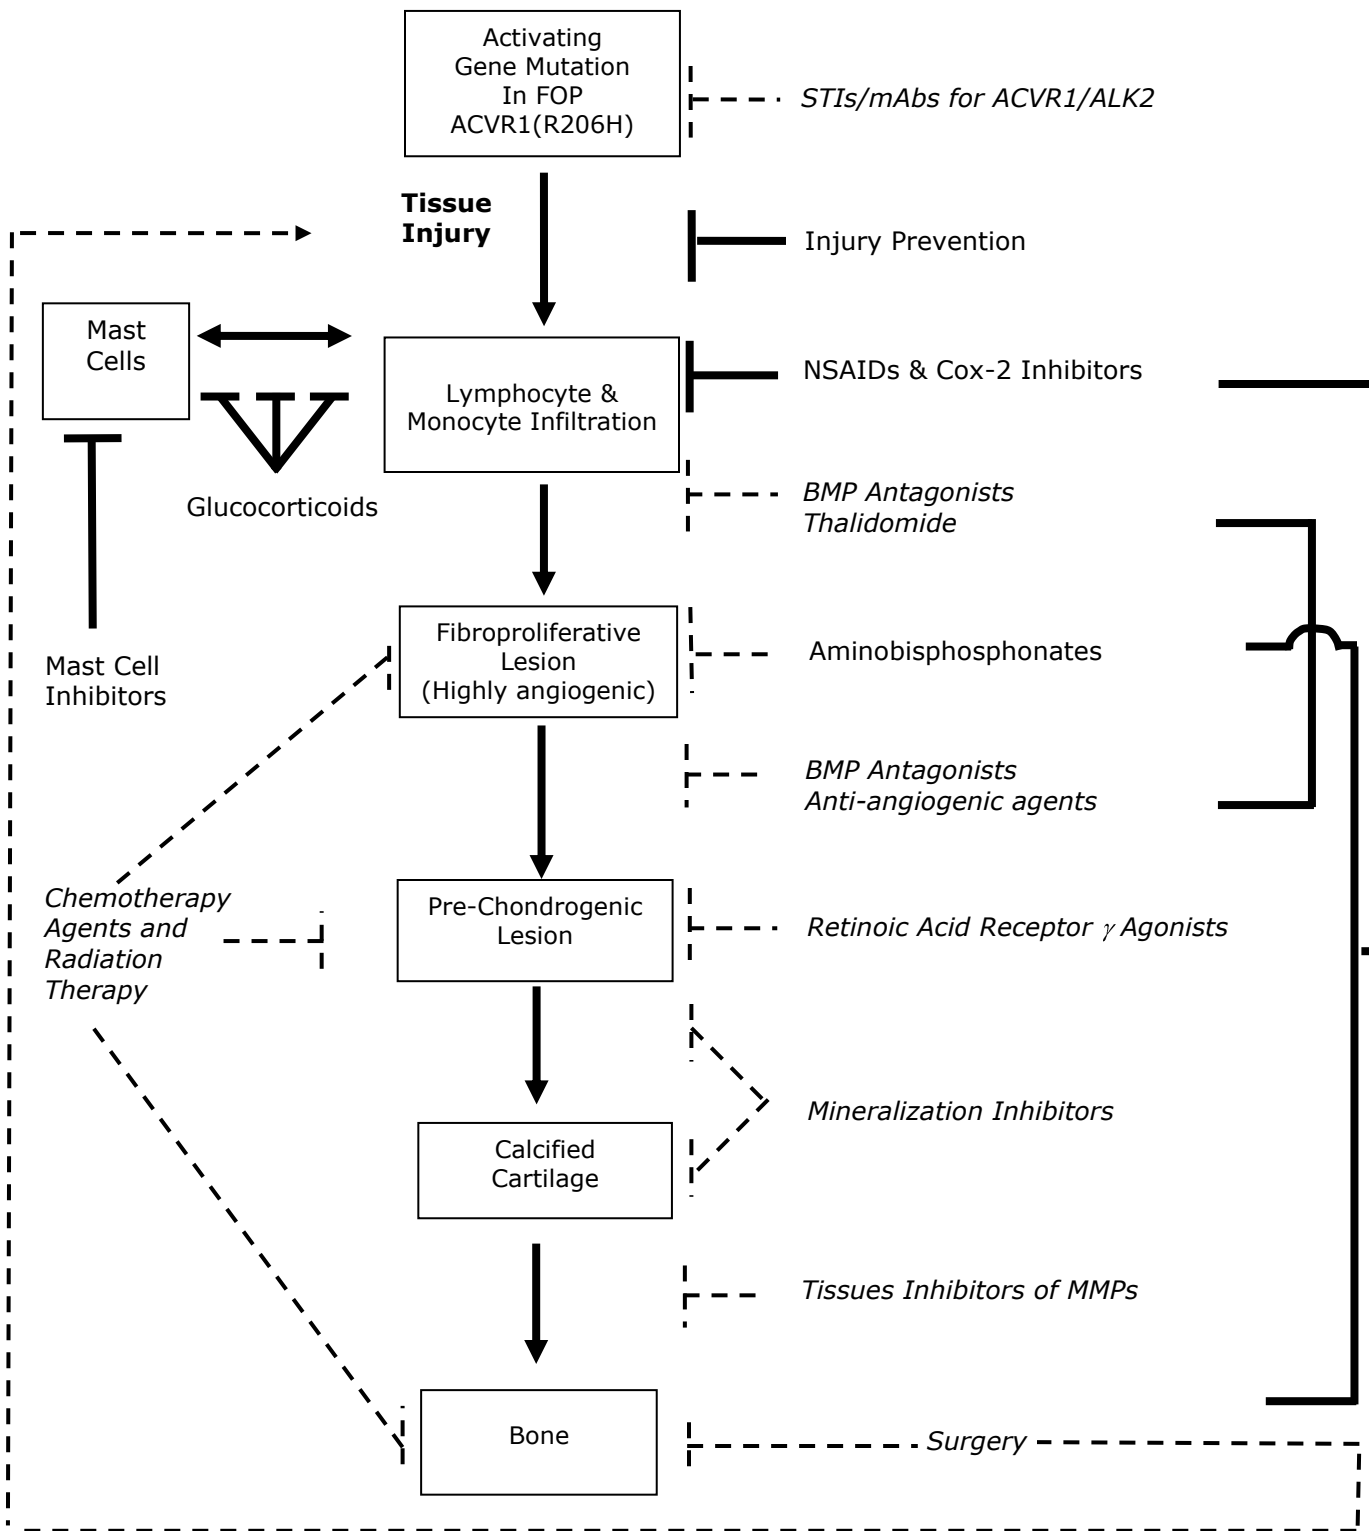 Activating
Gene Mutation
In FOP
ACVR1(R206H)
STIs/mAbs for ACVR1/ALK2
Tissue
Injury
Injury Prevention
Mast
Cells
Lymphocyte &
Monocyte Infiltration
NSAIDs & Cox-2 Inhibitors
Glucocorticoids
BMP Antagonists
Thalidomide
Mast Cell
Inhibitors
Fibroproliferative
Lesion
(Highly angiogenic)
Aminobisphosphonates
BMP Antagonists
Anti-angiogenic agents
Chemotherapy
Agents and
Radiation
Therapy
Pre-Chondrogenic
Lesion
Retinoic Acid Receptor γ Agonists
Mineralization Inhibitors
Calcified
Cartilage
Tissues Inhibitors of MMPs
Bone
Surgery